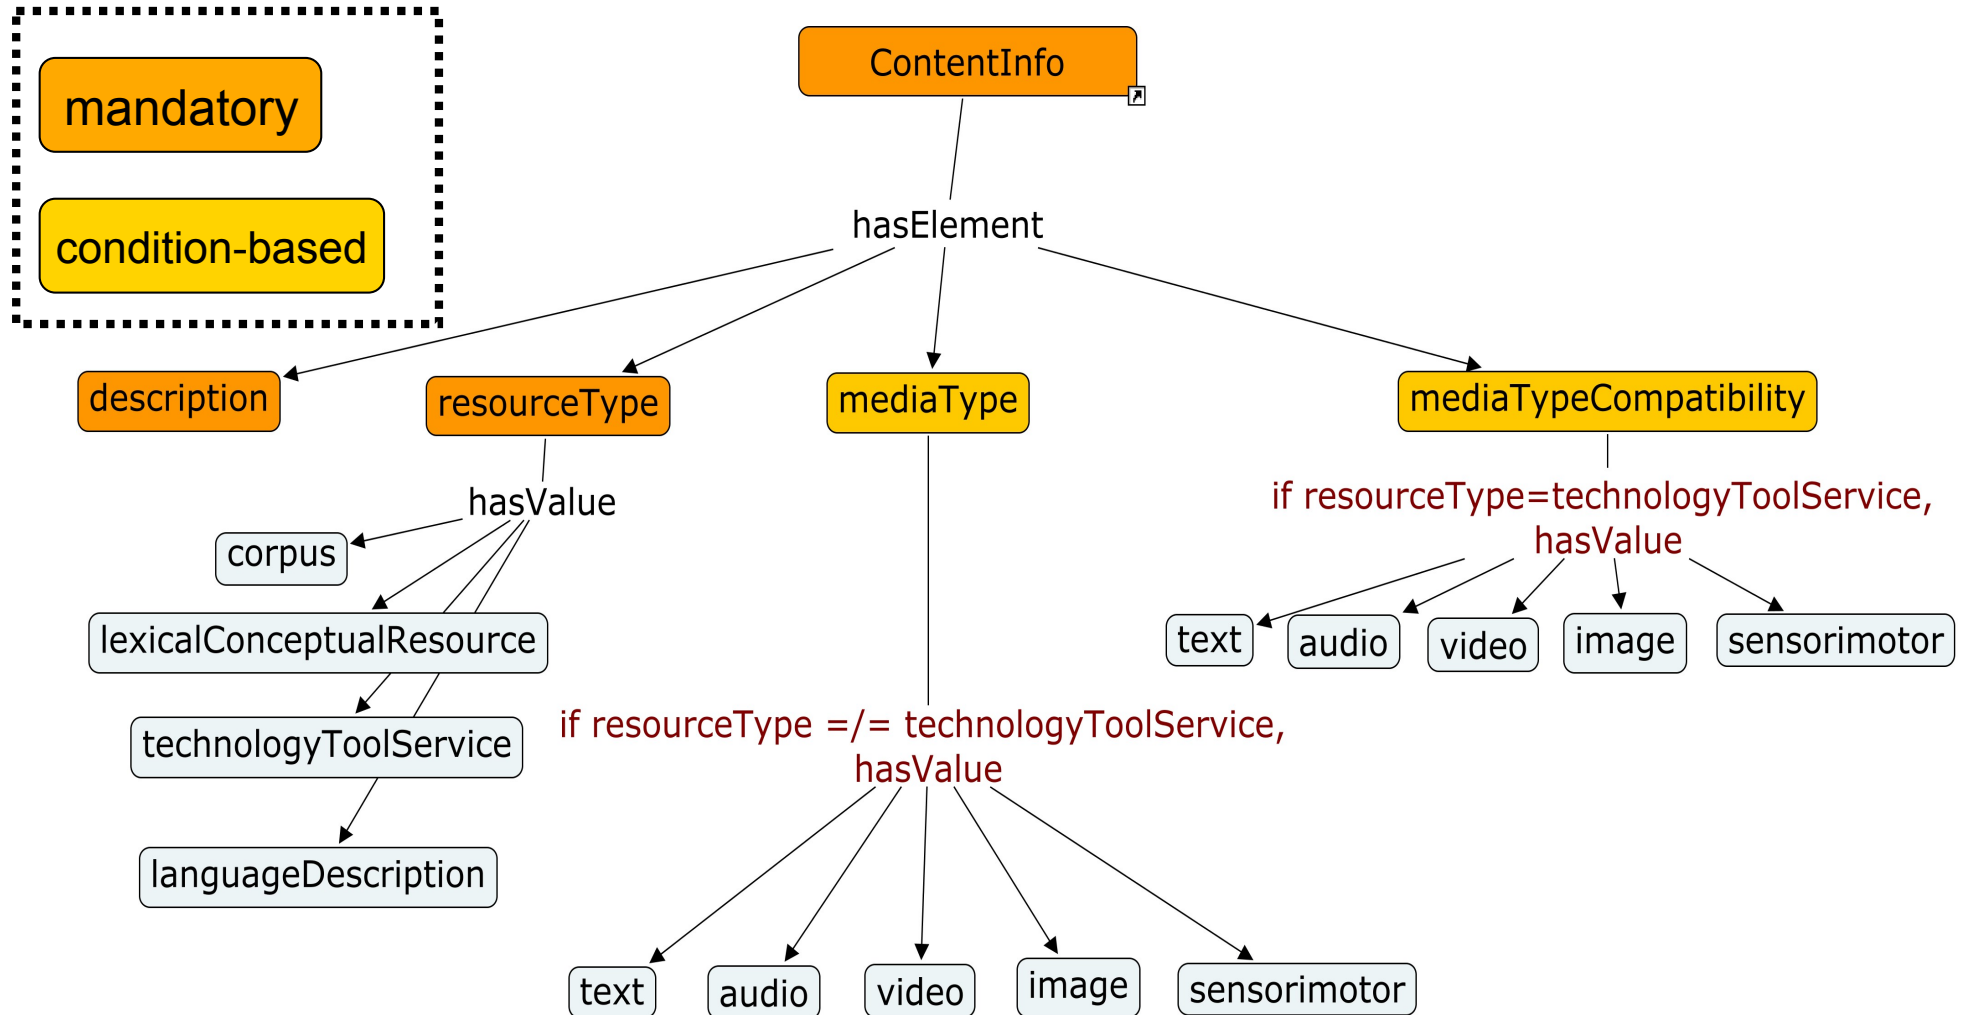 mandatory
condition-based
ContentInfo
hasElement
description
resourceType
mediaType
mediaTypeCompatibility
hasValue
corpus
lexicalConceptualResource
technologyToolService
languageDescription
if resourceType =/= technologyToolService,
hasValue
text
audio
video
image
sensorimotor
if resourceType=technologyToolService,
hasValue
text
audio
video
image
sensorimotor